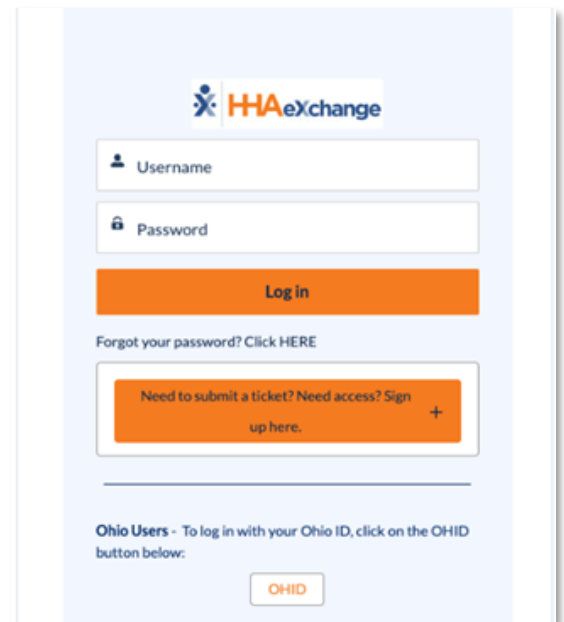 HHAeXchange
Username
Password
Log in
Forgot your password? Click HERE
Need to submit a ticket? Need access? Sign
up here.
+
Ohio Users - To log in with your Ohio ID, click on the OHID
button below:
OHID